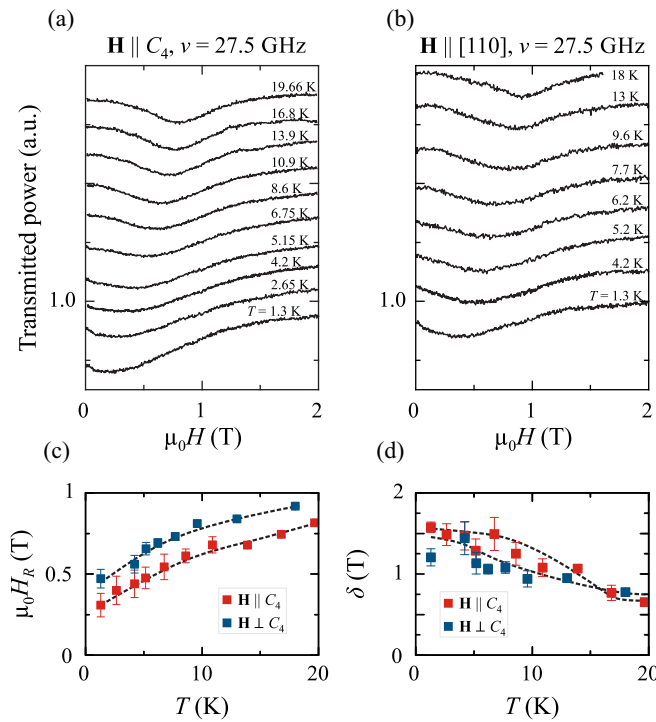 (a)
H || C4, ν = 27.5 GHz
Transmitted power (a.u.)
1.0
19.66 K
16.8 K
13.9 K
10.9 K
8.6 K
6.75 K
5.15 K
4.2 K
2.65 K
T = 1.3 K
0
1
2
μ0H (T)
(b)
H || [110], ν = 27.5 GHz
1.0
18 K
13 K
9.6 K
7.7 K
6.2 K
5.2 K
4.2 K
T = 1.3 K
0
1
2
μ0H (T)
(c)
μ0HR (T)
1
0.5
0
H || C4
H ⊥ C4
0
10
20
T (K)
(d)
δ (T)
2
1.5
1
0
H || C4
H ⊥ C4
0
10
20
T (K)